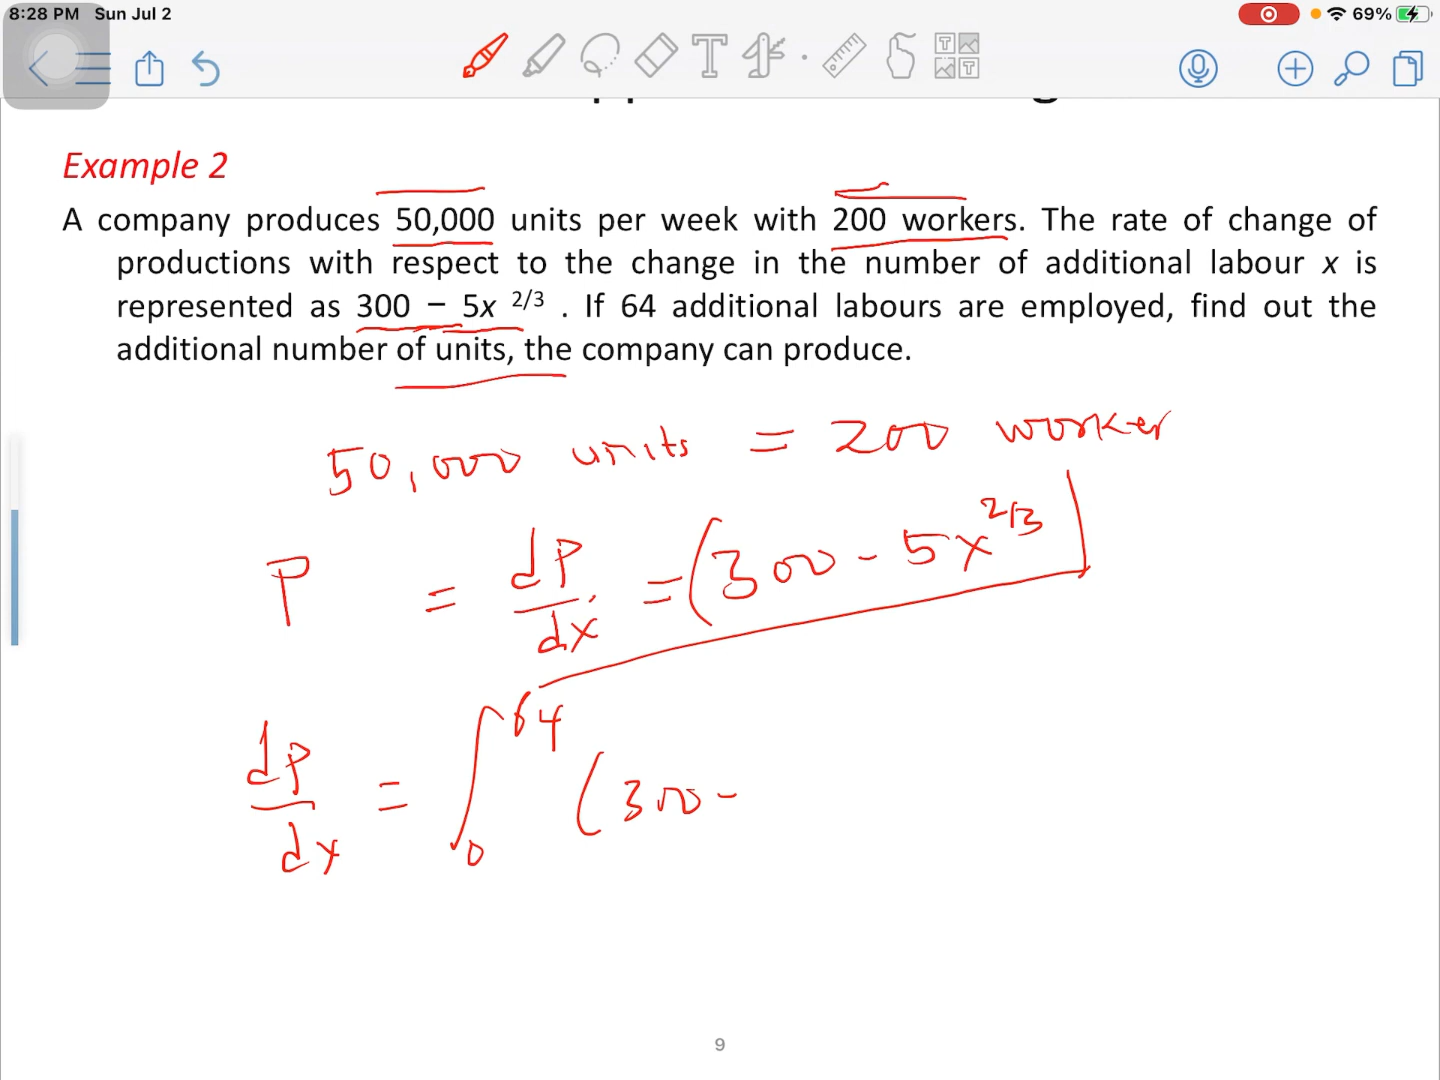 8:28 PM Sun Jul 2
69%
Example 2
A company produces 50,000 units per week with 200 workers. The rate of change of
productions with respect to the change in the number of additional labour x is
represented as 300 – 5x 2/3 . If 64 additional labours are employed, find out the
additional number of units, the company can produce.
50,000 units = 200 worker
P = dP/dx = (300 - 5x^2/3
dP/dx = ∫_0^64 (300 -
9